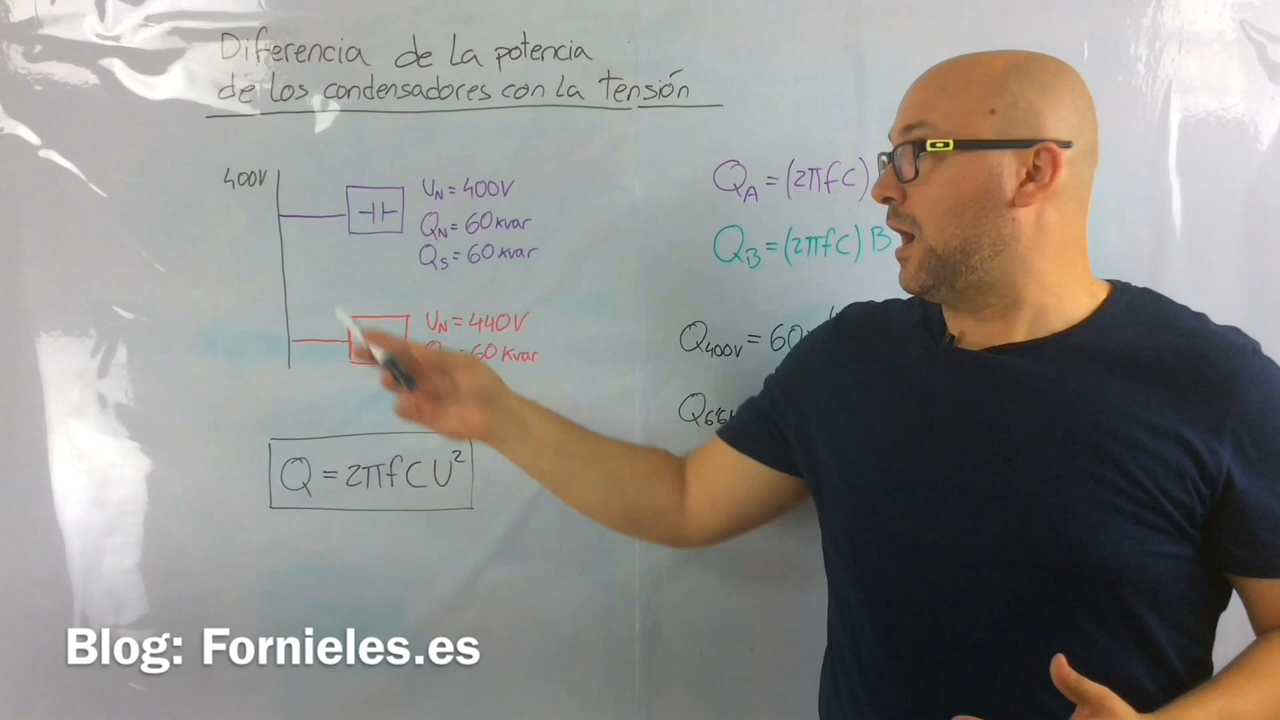 Diferencia de la potencia
de los condensadores con la tensión
400V
U_N = 400V
Q_N = 60 kvar
Q_S = 60 kvar
U_N = 440V
= 60 kvar
Q = 2πfCU²
Q_A = (2πfC)
Q_B = (2πfC) B
Q_400V = 60
Blog: Fornieles.es